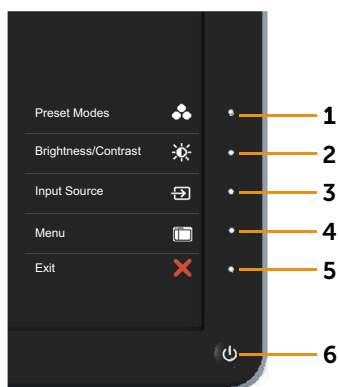 Preset Modes
1
Brightness/Contrast
2
Input Source
3
Menu
4
Exit
5
6